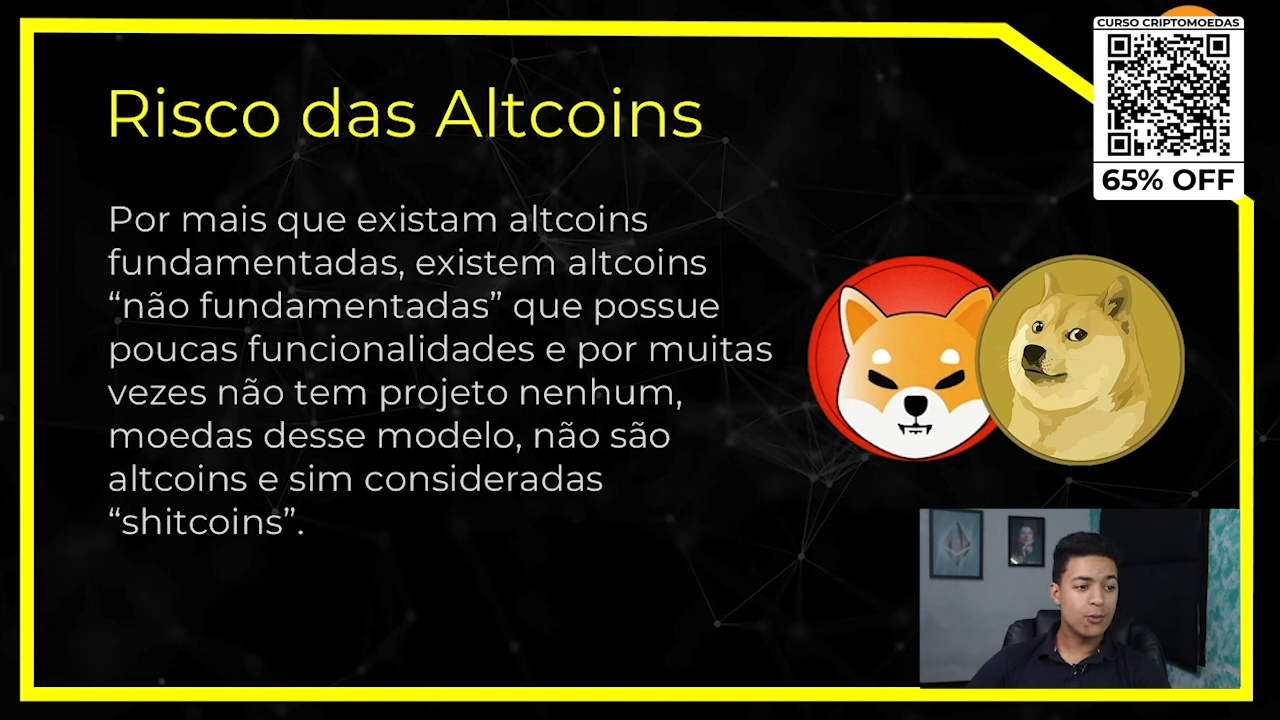 CURSO CRIPTOMOEDAS
65% OFF
Risco das Altcoins
Por mais que existam altcoins
fundamentadas, existem altcoins
“não fundamentadas” que possue
poucas funcionalidades e por muitas
vezes não tem projeto nenhum,
moedas desse modelo, não são
altcoins e sim consideradas
“shitcoins”.